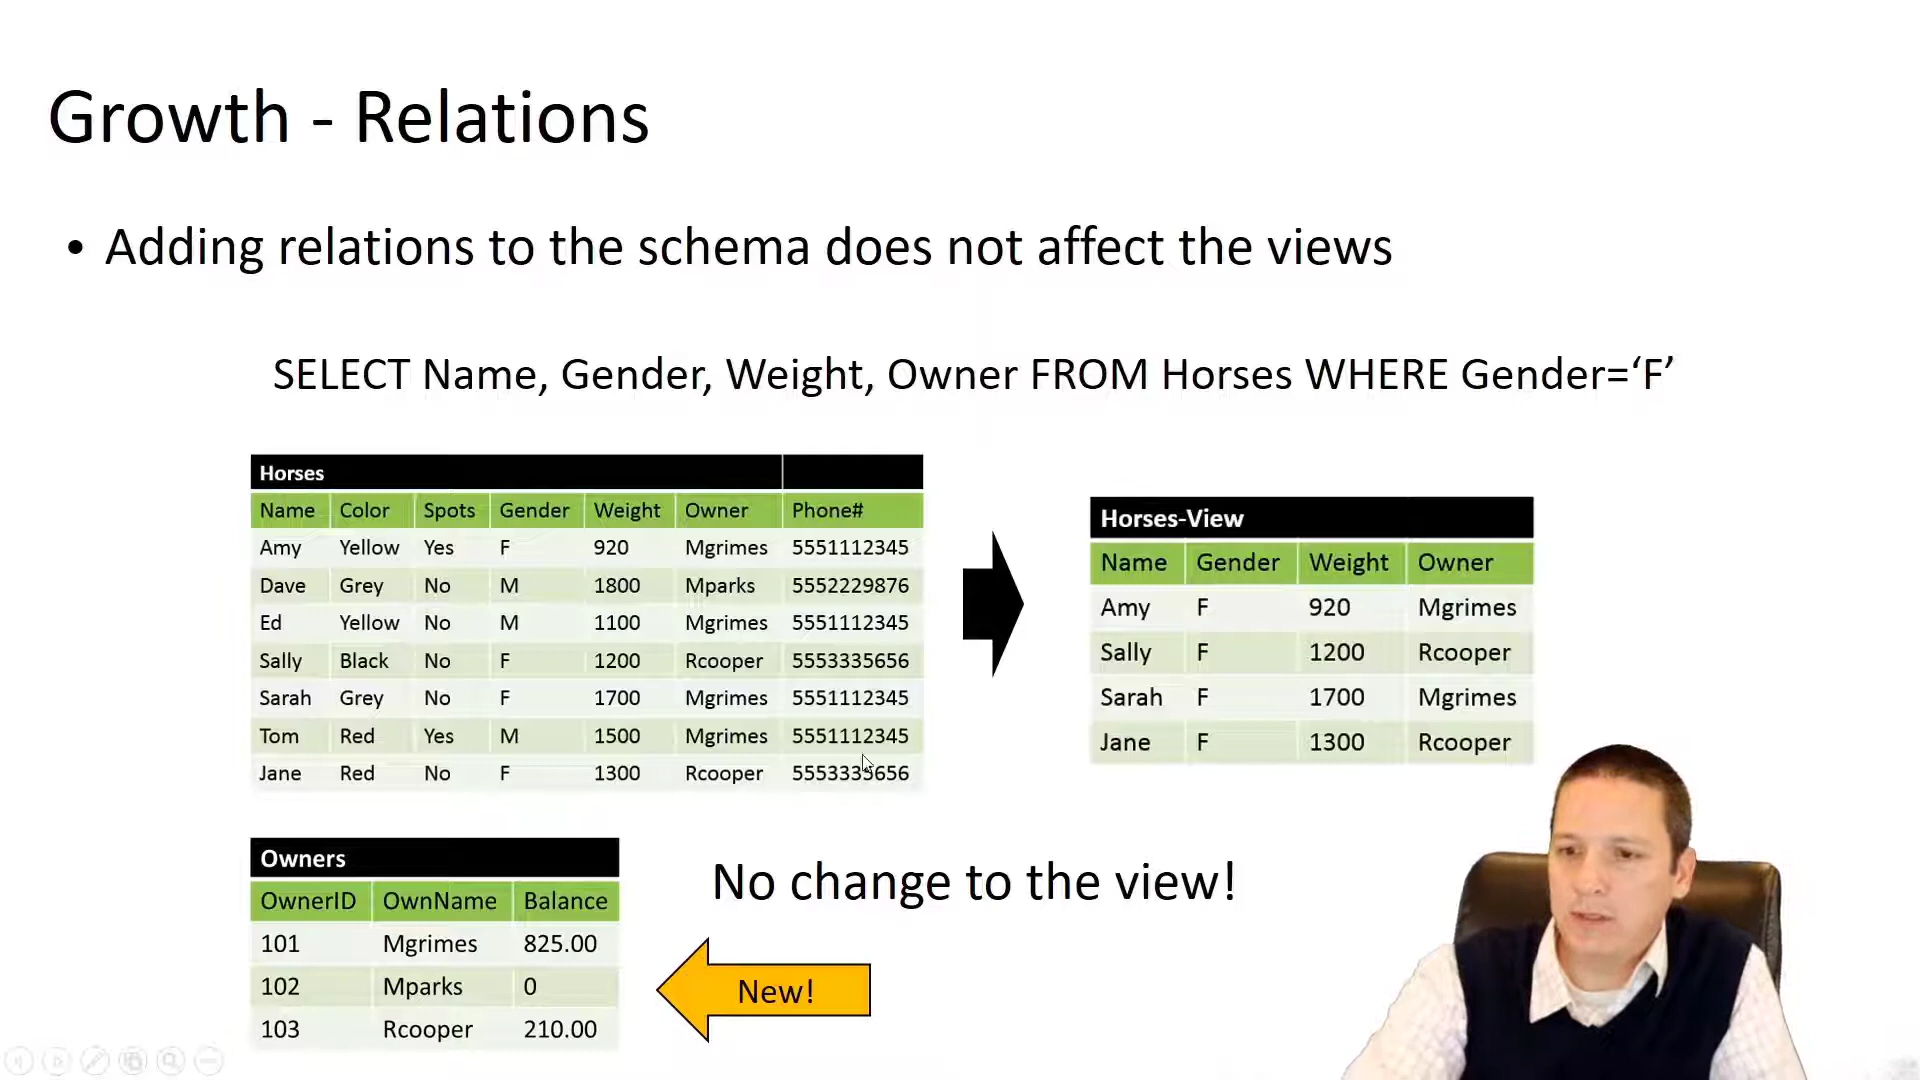 Growth - Relations
• Adding relations to the schema does not affect the views
SELECT Name, Gender, Weight, Owner FROM Horses WHERE Gender=‘F’
Horses
Name Color Spots Gender Weight Owner Phone#
Amy Yellow Yes F 920 Mgrimes 5551112345
Dave Grey No M 1800 Mparks 5552229876
Ed Yellow No M 1100 Mgrimes 5551112345
Sally Black No F 1200 Rcooper 5553335656
Sarah Grey No F 1700 Mgrimes 5551112345
Tom Red Yes M 1500 Mgrimes 5551112345
Jane Red No F 1300 Rcooper 5553335656
Horses-View
Name Gender Weight Owner
Amy F 920 Mgrimes
Sally F 1200 Rcooper
Sarah F 1700 Mgrimes
Jane F 1300 Rcooper
Owners
OwnerID OwnName Balance
101 Mgrimes 825.00
102 Mparks 0
103 Rcooper 210.00
No change to the view!
New!